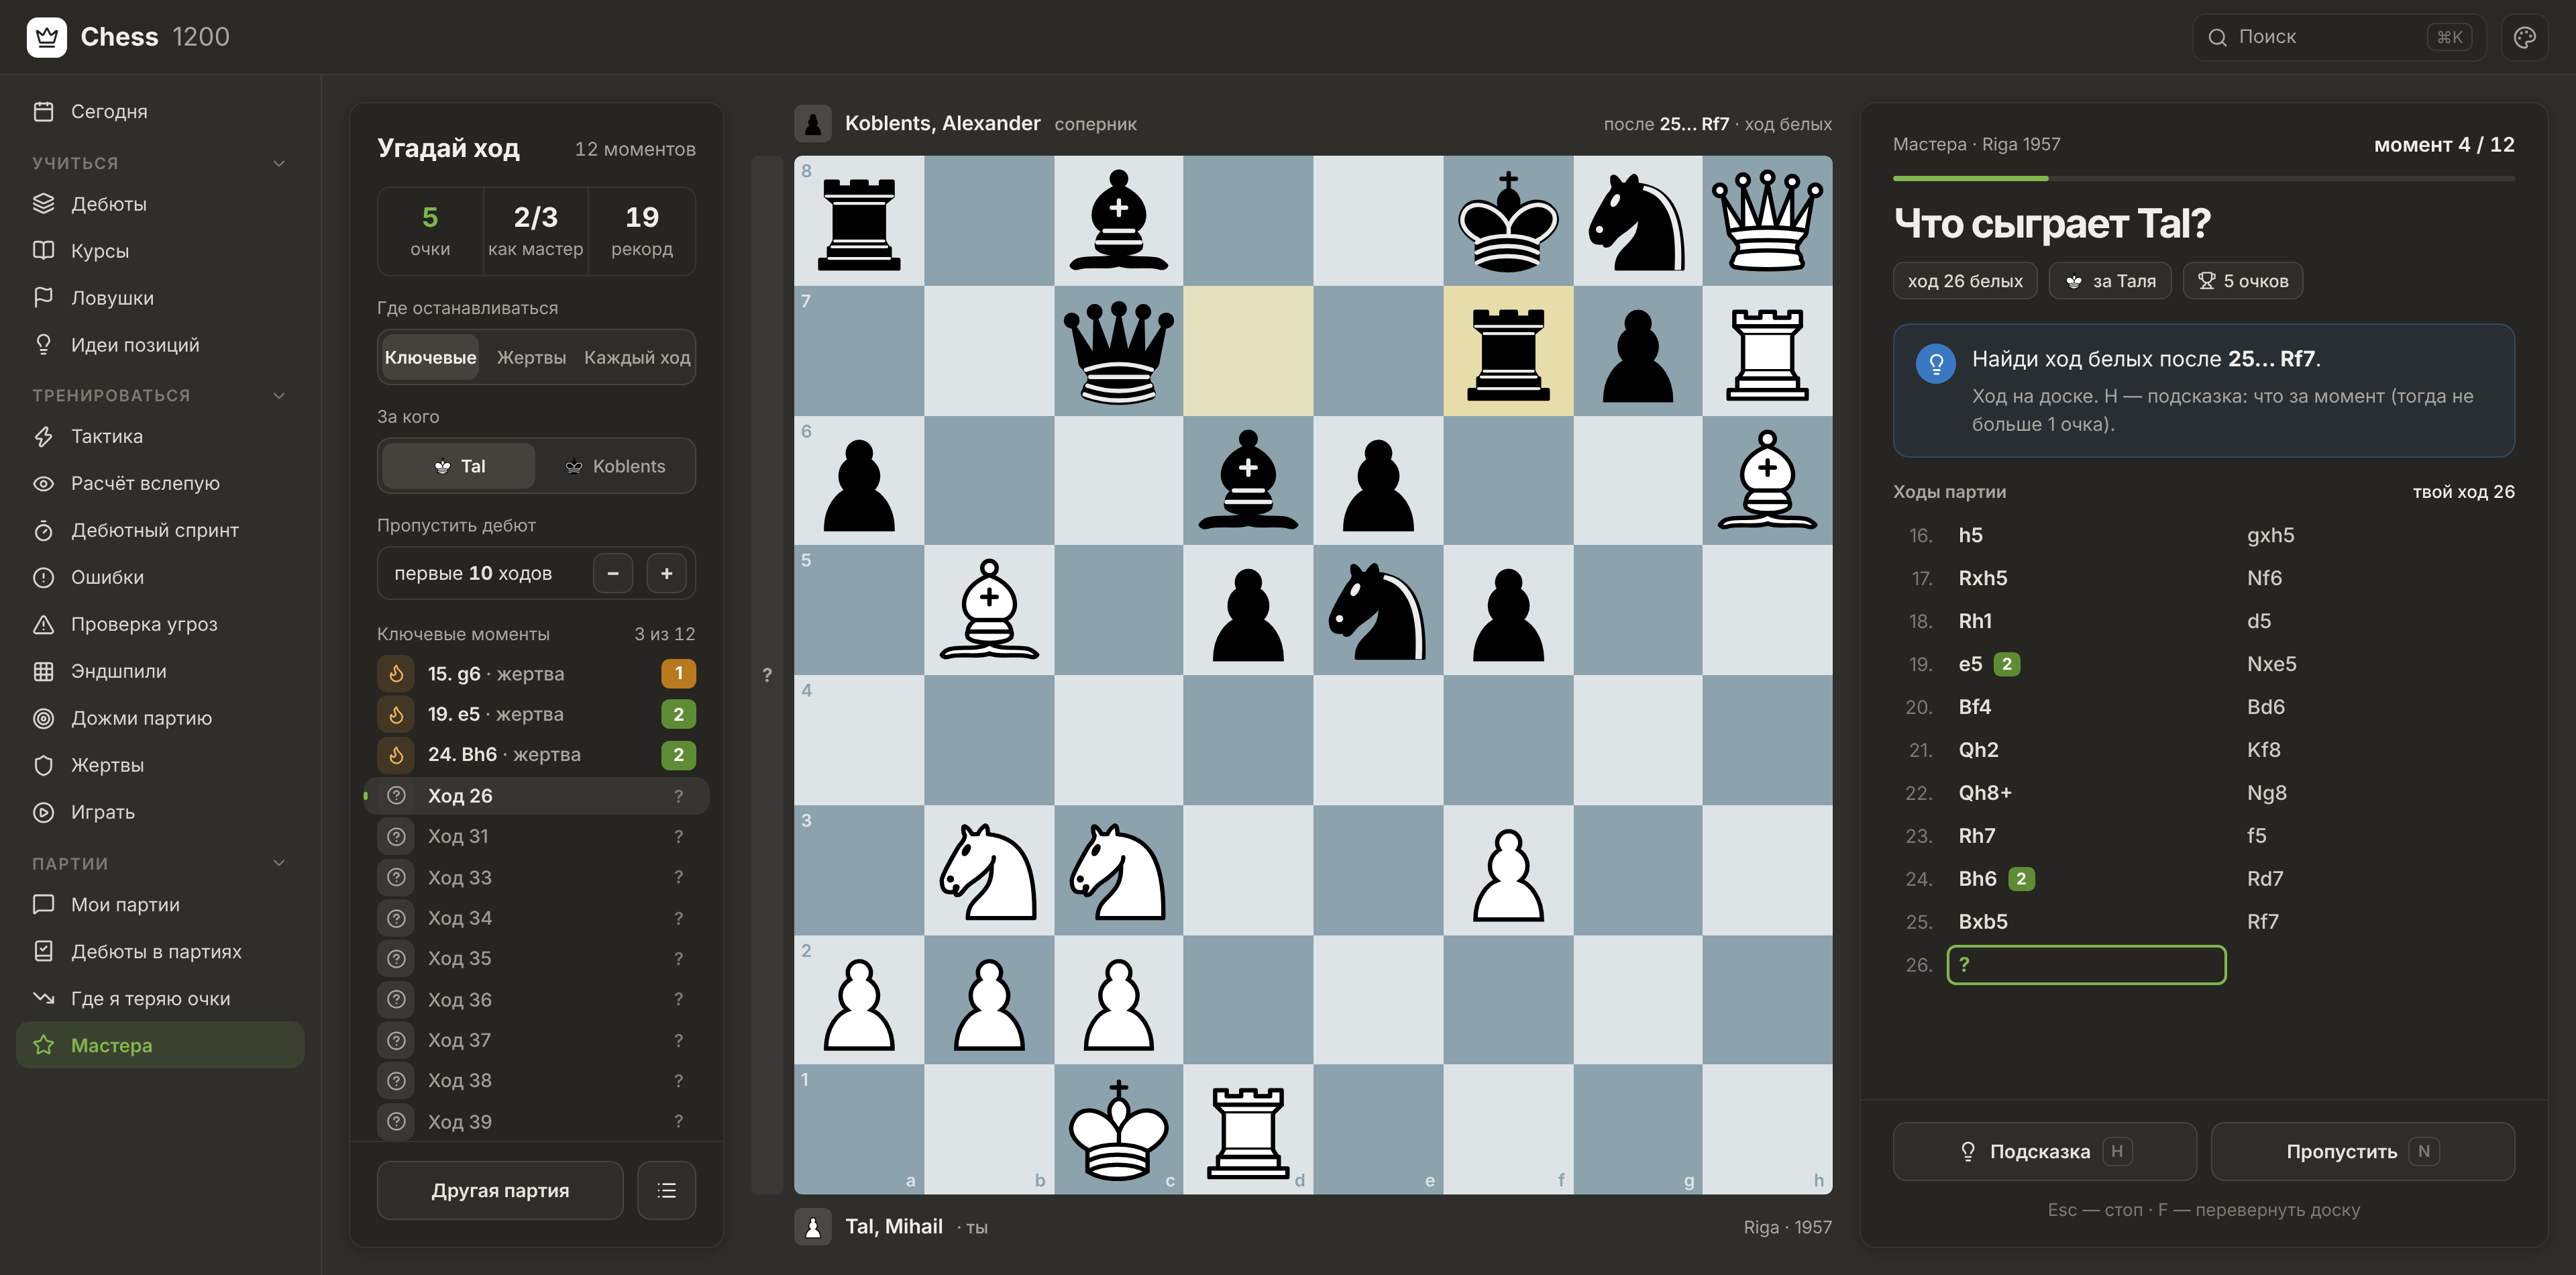 Chess 1200
Поиск ⌘K
Сегодня
УЧИТЬСЯ
Дебюты
Курсы
Ловушки
Идеи позиций
ТРЕНИРОВАТЬСЯ
Тактика
Расчёт вслепую
Дебютный спринт
Ошибки
Проверка угроз
Эндшпили
Дожми партию
Жертвы
Играть
ПАРТИИ
Мои партии
Дебюты в партиях
Где я теряю очки
Мастера
Угадай ход 12 моментов
5 2/3 19
очки как мастер рекорд
Где останавливаться
Ключевые Жертвы Каждый ход
За кого
Tal Koblents
Пропустить дебют
первые 10 ходов − +
Ключевые моменты 3 из 12
15. g6 · жертва 1
19. e5 · жертва 2
24. Bh6 · жертва 2
Ход 26 ?
Ход 31 ?
Ход 33 ?
Ход 34 ?
Ход 35 ?
Ход 36 ?
Ход 37 ?
Ход 38 ?
Ход 39 ?
Другая партия
?
Koblents, Alexander соперник после 25... Rf7 · ход белых
8
7
6
5
4
3
2
1
a b c d e f g h
Tal, Mihail · ты Riga · 1957
Мастера · Riga 1957 момент 4 / 12
Что сыграет Tal?
ход 26 белых за Таля 5 очков
Найди ход белых после 25... Rf7.
Ход на доске. H — подсказка: что за момент (тогда не
больше 1 очка).
Ходы партии твой ход 26
16. h5 gxh5
17. Rxh5 Nf6
18. Rh1 d5
19. e5 2 Nxe5
20. Bf4 Bd6
21. Qh2 Kf8
22. Qh8+ Ng8
23. Rh7 f5
24. Bh6 2 Rd7
25. Bxb5 Rf7
26. ?
Подсказка H Пропустить N
Esc — стоп · F — перевернуть доску